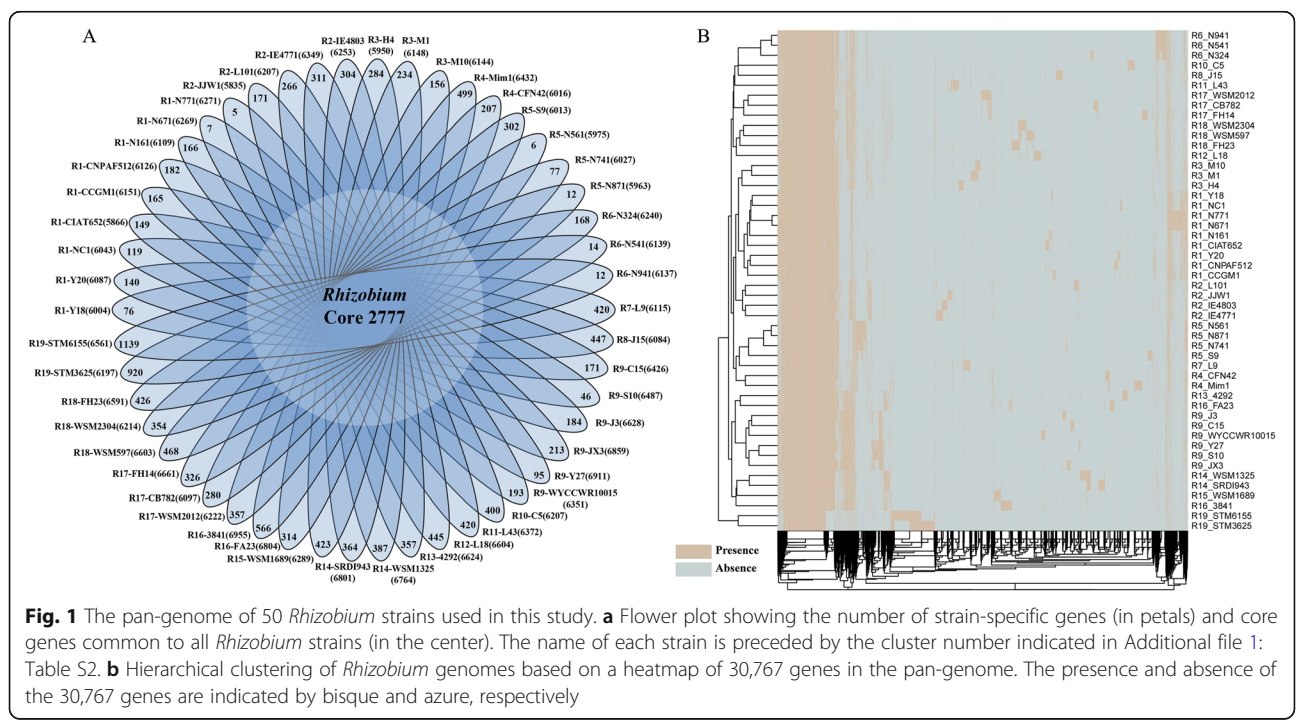 A
R2-IE4803
(6253)
R3-H4
(5950)
R3-M1
(6148)
R2-IE4771(6349)
R3-M10(6144)
R2-L101(6207)
R4-Mim1(6432)
R2-JJW1(5835)
R4-CFN42(6016)
R1-N771(6271)
R5-S9(6013)
R1-N671(6269)
R5-N561(5975)
R1-N161(6109)
R5-N741(6027)
R1-CNPAF512(6126)
R5-N871(5963)
R1-CCGM1(6151)
R6-N324(6240)
R1-CIAT652(5866)
R6-N541(6139)
R1-NC1(6043)
R6-N941(6137)
R1-Y20(6087)
R7-L9(6115)
R1-Y18(6004)
R8-J15(6084)
R19-STM6155(6561)
R9-C15(6426)
R19-STM3625(6197)
R9-S10(6487)
R18-FH23(6591)
R9-J3(6628)
R18-WSM2304(6214)
R9-JX3(6859)
R18-WSM597(6603)
R9-Y27(6911)
R17-FH14(6661)
R9-WYCCWR10015
(6351)
R17-CB782(6097)
R10-C5(6207)
R17-WSM2012(6222)
R11-L43(6372)
R16-3841(6955)
R12-L18(6604)
R16-FA23(6804)
R13-4292(6624)
R15-WSM1689(6289)
R14-SRDI943
(6801)
R14-WSM1325
(6764)
304
284
234
156
499
207
302
6
77
12
168
14
12
420
447
171
46
184
213
95
193
400
420
445
357
387
364
423
314
566
357
280
326
468
354
426
920
1139
76
140
119
149
165
182
166
7
5
171
266
311
Rhizobium
Core 2777
B
R6_N941
R6_N541
R6_N324
R10_C5
R8_J15
R11_L43
R17_WSM2012
R17_CB782
R17_FH14
R18_WSM2304
R18_WSM597
R18_FH23
R12_L18
R3_M10
R3_M1
R3_H4
R1_Y18
R1_NC1
R1_N771
R1_N671
R1_N161
R1_CIAT652
R1_Y20
R1_CNPAF512
R1_CCGM1
R2_L101
R2_JJW1
R2_IE4803
R2_IE4771
R5_N561
R5_N871
R5_N741
R5_S9
R7_L9
R4_CFN42
R4_Mim1
R13_4292
R16_FA23
R9_J3
R9_C15
R9_WYCCWR10015
R9_Y27
R9_S10
R9_JX3
R14_WSM1325
R14_SRDI943
R15_WSM1689
R16_3841
R19_STM6155
R19_STM3625
Presence
Absence
Fig. 1 The pan-genome of 50 Rhizobium strains used in this study. a Flower plot showing the number of strain-specific genes (in petals) and core
genes common to all Rhizobium strains (in the center). The name of each strain is preceded by the cluster number indicated in Additional file 1:
Table S2. b Hierarchical clustering of Rhizobium genomes based on a heatmap of 30,767 genes in the pan-genome. The presence and absence of
the 30,767 genes are indicated by bisque and azure, respectively